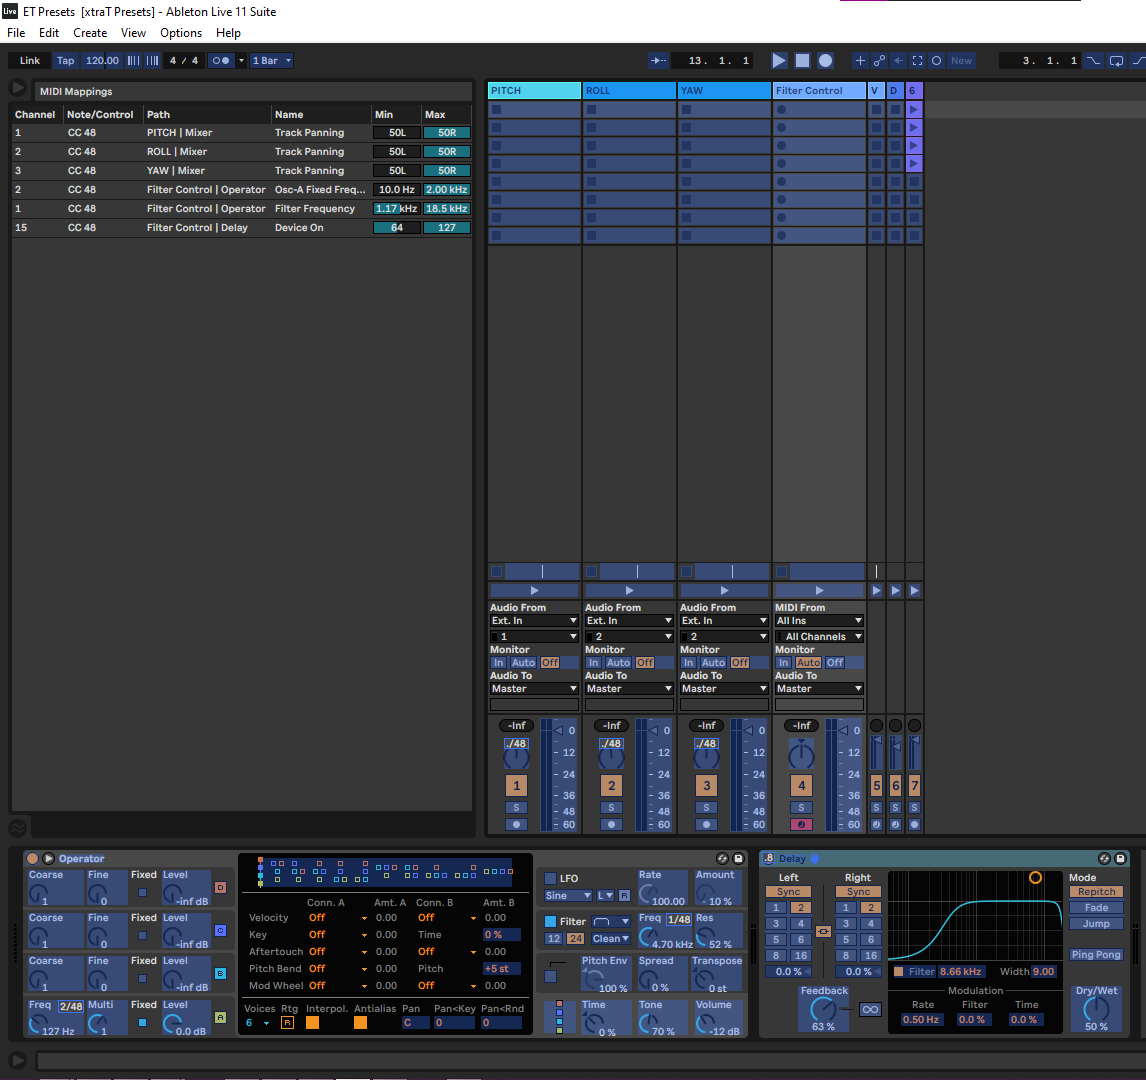 Live ET Presets [xtraT Presets] - Ableton Live 11 Suite
File Edit Create View Options Help
Link Tap 120.00 4 / 4 1 Bar 13. 1. 1 New 3. 1. 1
MIDI Mappings
Channel Note/Control Path Name Min Max
1 CC 48 PITCH | Mixer Track Panning 50L 50R
2 CC 48 ROLL | Mixer Track Panning 50L 50R
3 CC 48 YAW | Mixer Track Panning 50L 50R
2 CC 48 Filter Control | Operator Osc-A Fixed Freq... 10.0 Hz 2.00 kHz
1 CC 48 Filter Control | Operator Filter Frequency 1.17 kHz 18.5 kHz
15 CC 48 Filter Control | Delay Device On 64 127
PITCH ROLL YAW Filter Control V D 6
Audio From Audio From Audio From MIDI From
Ext. In Ext. In Ext. In All Ins
1 2 2 All Channels
Monitor Monitor Monitor Monitor
In Auto Off In Auto Off In Auto Off In Auto Off
Audio To Audio To Audio To Audio To
Master Master Master Master
-Inf -Inf -Inf -Inf
./48 ./48 ./48
0 12 24 36 48 60
0 12 24 36 48 60
0 12 24 36 48 60
0 12 24 36 48 60
1 2 3 4 5 6 7
S S S S S S S
Operator
Coarse Fine Fixed Level
1 0 -inf dB D
Coarse Fine Fixed Level
1 0 -inf dB C
Coarse Fine Fixed Level
1 0 -inf dB B
Freq 2/48 Multi Fixed Level
127 Hz 1 0.0 dB A
Conn. A Amt. A Conn. B Amt. B
Velocity Off 0.00 Off 0.00
Key Off 0.00 Time 0 %
Aftertouch Off 0.00 Off 0.00
Pitch Bend Off 0.00 Pitch +5 st
Mod Wheel Off 0.00 Off 0.00
Voices Rtg Interpol. Antialias Pan Pan<Key Pan<Rnd
6 R C 0 0
LFO Rate Amount
Sine L R 100.00 10 %
Filter Freq 1/48 Res
12 24 Clean 4.70 kHz 52 %
Pitch Env Spread Transpose
100 % 0 % 0 st
Time Tone Volume
0 % 70 % -12 dB
Delay
Left Right
Sync Sync
1 2 1 2
3 4 3 4
5 6 5 6
8 16 8 16
0.0 % 0.0 %
Feedback
63 %
Filter 8.66 kHz Width 9.00
Modulation
Rate Filter Time
0.50 Hz 0.0 % 0.0 %
Mode
Repitch
Fade
Jump
Ping Pong
Dry/Wet
50 %